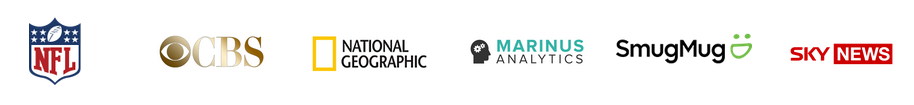 NFL
CBS
NATIONAL
GEOGRAPHIC
MARINUS
ANALYTICS
SmugMug
SKY NEWS